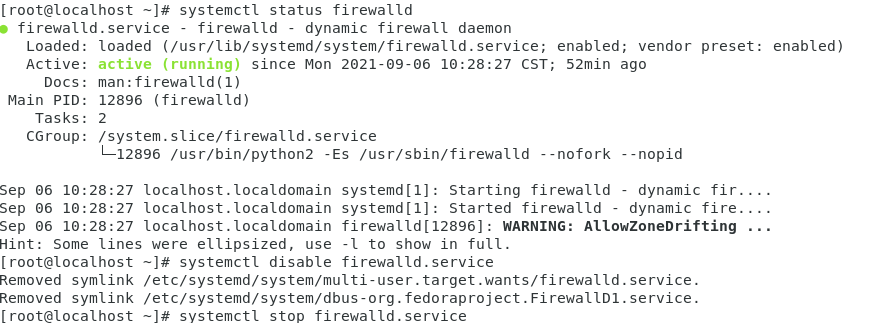 [root@localhost ~]# systemctl status firewalld
● firewalld.service - firewalld - dynamic firewall daemon
   Loaded: loaded (/usr/lib/systemd/system/firewalld.service; enabled; vendor preset: enabled)
   Active: active (running) since Mon 2021-09-06 10:28:27 CST; 52min ago
     Docs: man:firewalld(1)
 Main PID: 12896 (firewalld)
    Tasks: 2
   CGroup: /system.slice/firewalld.service
           └─12896 /usr/bin/python2 -Es /usr/sbin/firewalld --nofork --nopid

Sep 06 10:28:27 localhost.localdomain systemd[1]: Starting firewalld - dynamic fir....
Sep 06 10:28:27 localhost.localdomain systemd[1]: Started firewalld - dynamic fire....
Sep 06 10:28:27 localhost.localdomain firewalld[12896]: WARNING: AllowZoneDrifting ...
Hint: Some lines were ellipsized, use -l to show in full.
[root@localhost ~]# systemctl disable firewalld.service
Removed symlink /etc/systemd/system/multi-user.target.wants/firewalld.service.
Removed symlink /etc/systemd/system/dbus-org.fedoraproject.FirewallD1.service.
[root@localhost ~]# systemctl stop firewalld.service